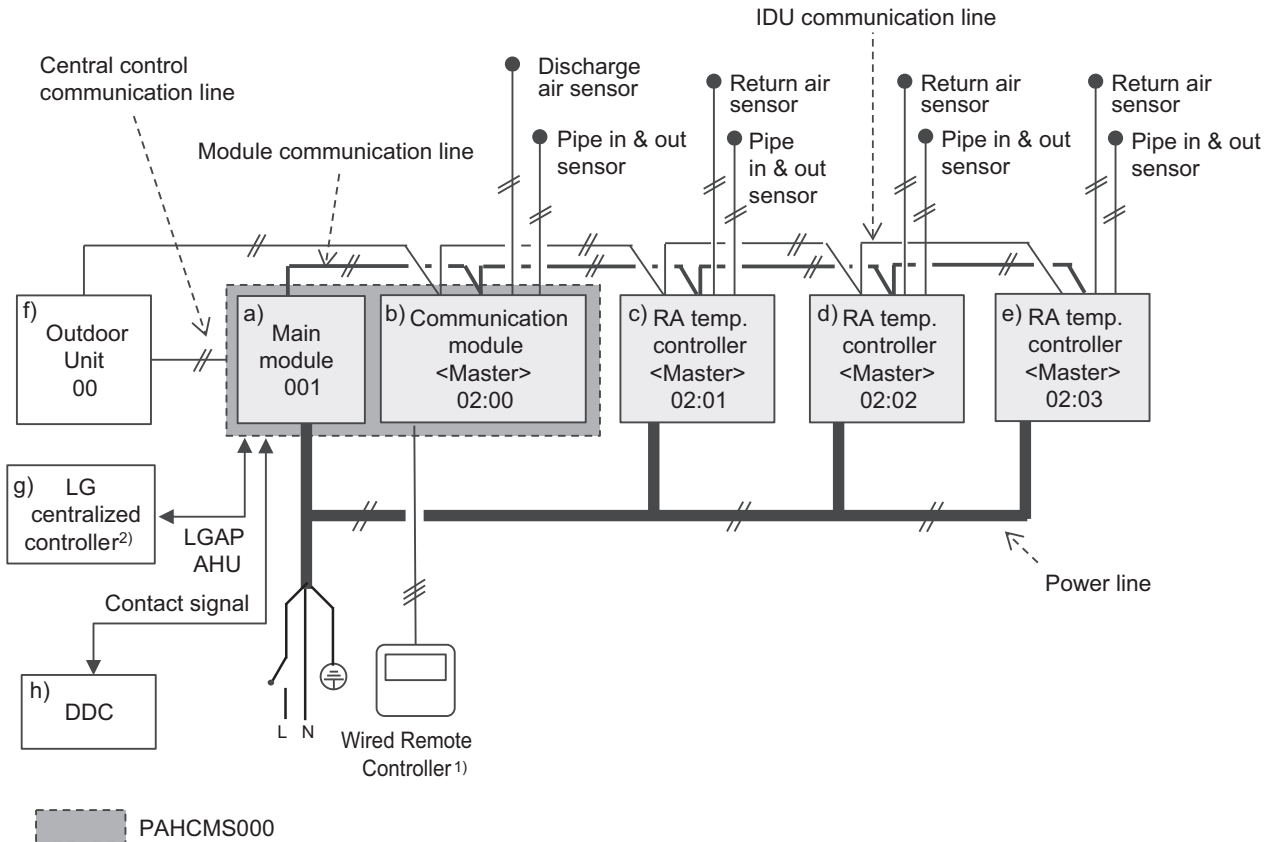 IDU communication line
Central control
communication line
Module communication line
Discharge
air sensor
Pipe in & out
sensor
Return air
sensor
Pipe
in & out
sensor
Return air
sensor
Pipe in & out
sensor
Return air
sensor
Pipe in & out
sensor
f)
Outdoor
Unit
00
a)
Main
module
001
b) Communication
module
<Master>
02:00
c) RA temp.
controller
<Master>
02:01
d) RA temp.
controller
<Master>
02:02
e) RA temp.
controller
<Master>
02:03
g) LG
centralized
controller2)
LGAP
AHU
Contact signal
Power line
h)
DDC
L N
Wired Remote
Controller1)
PAHCMS000